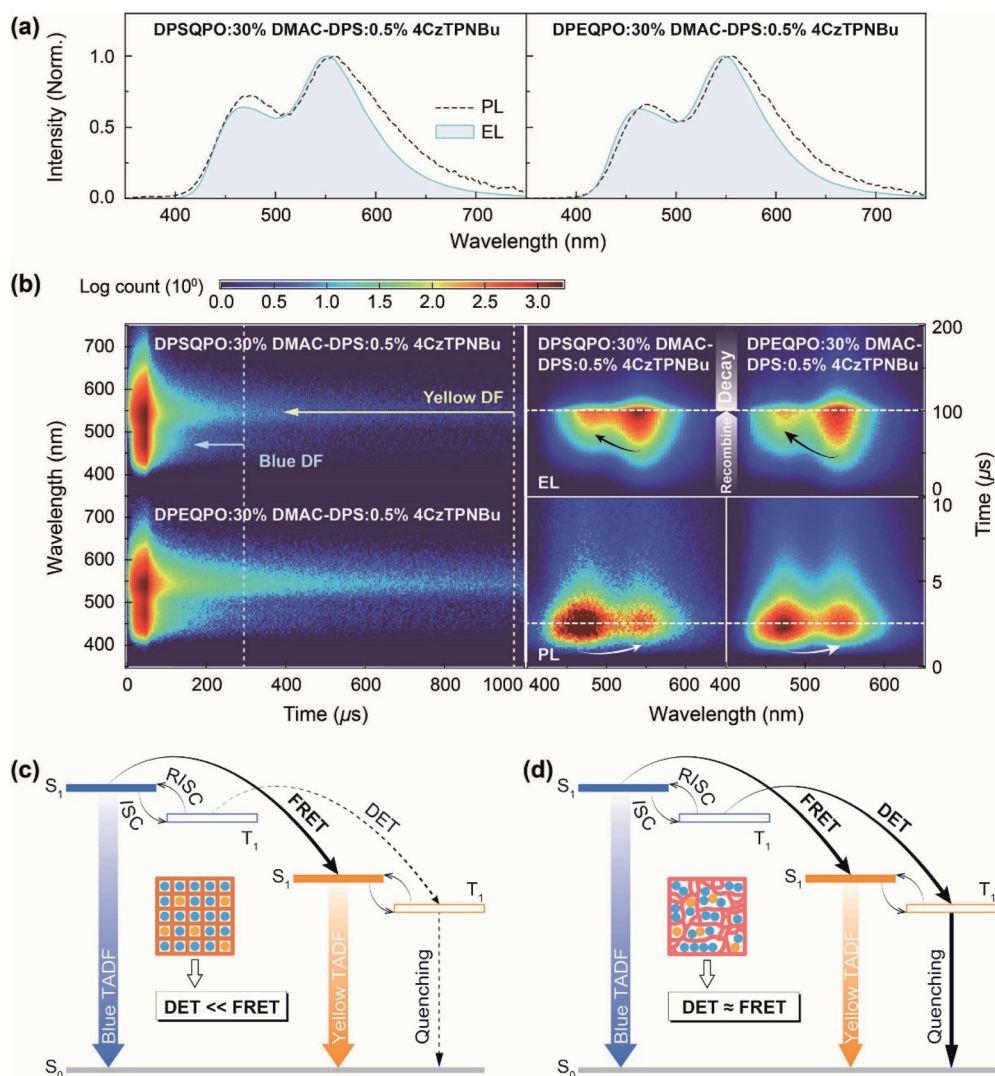 (a)
DPSQPO:30% DMAC-DPS:0.5% 4CzTPNBu
DPEQPO:30% DMAC-DPS:0.5% 4CzTPNBu
Intensity (Norm.)
1.0
0.5
0.0
PL
EL
400 500 600 700
400 500 600 700
Wavelength (nm)
(b)
Log count (10⁰)
0.0 0.5 1.0 1.5 2.0 2.5 3.0
Wavelength (nm)
700
600
500
400
DPSQPO:30% DMAC-DPS:0.5% 4CzTPNBu
Yellow DF
Blue DF
700
600
500
400
DPEQPO:30% DMAC-DPS:0.5% 4CzTPNBu
0 200 400 600 800 1000
Time (µs)
DPSQPO:30% DMAC-
DPS:0.5% 4CzTPNBu
Recombine
Decay
DPEQPO:30% DMAC-
DPS:0.5% 4CzTPNBu
EL
PL
200
100
0
10
5
0
Time (µs)
400 500 600
400 500 600
Wavelength (nm)
(c)
S₁
RISC
ISC
T₁
FRET
DET
S₁
T₁
Blue TADF
DET << FRET
Yellow TADF
Quenching
S₀
(d)
S₁
RISC
ISC
T₁
FRET
DET
S₁
T₁
Blue TADF
DET ≈ FRET
Yellow TADF
Quenching
S₀